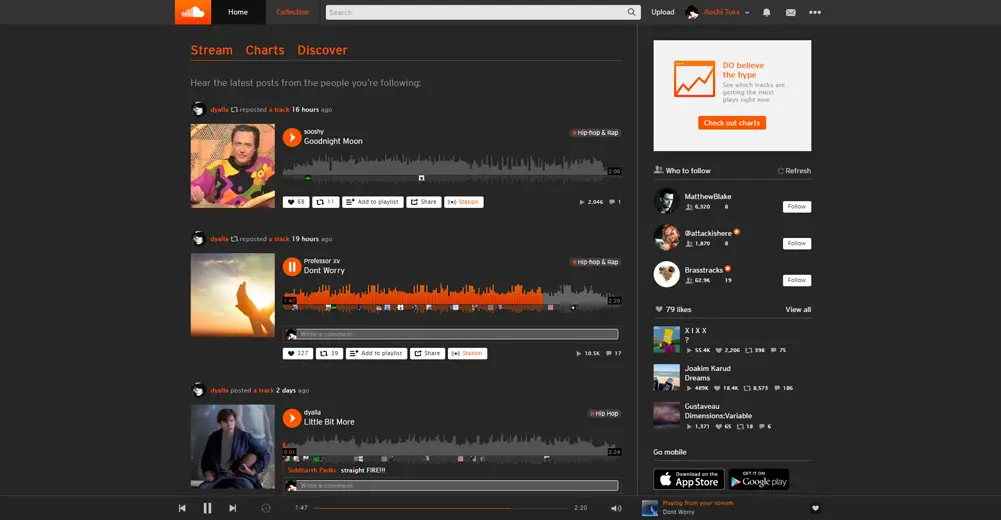 Home
Collection
Search
Upload
Aochi Turx
Stream
Charts
Discover
Hear the latest posts from the people you're following:
dyalla reposted a track 16 hours ago
sooshy
Goodnight Moon
Hip-hop & Rap
2:00
68
11
Add to playlist
Share
Station
2,046
1
dyalla reposted a track 19 hours ago
Professor Xv
Dont Worry
Hip-hop & Rap
1:47
2:20
Write a comment
327
39
Add to playlist
Share
Station
10.5K
17
dyalla posted a track 2 days ago
dyalla
Little Bit More
Hip Hop
0:01
2:24
Siddharth Padki straight FIRE!!!
Write a comment
DO believe
the hype
See which tracks are
getting the most
plays right now
Check out charts
Who to follow
Refresh
MatthewBlake
6,320 8
Follow
@attackishere
1,870 8
Follow
Brasstracks
62.9K 19
Follow
79 likes
View all
X I X X
?
55.4K 2,206 398 75
Joakim Karud
Dreams
489K 18.4K 8,573 186
Gustaveau
Dimensions:Variable
1,371 65 18 6
Go mobile
Download on the
App Store
GET IT ON
Google play
1:47
2:20
Playing from your stream
Dont Worry